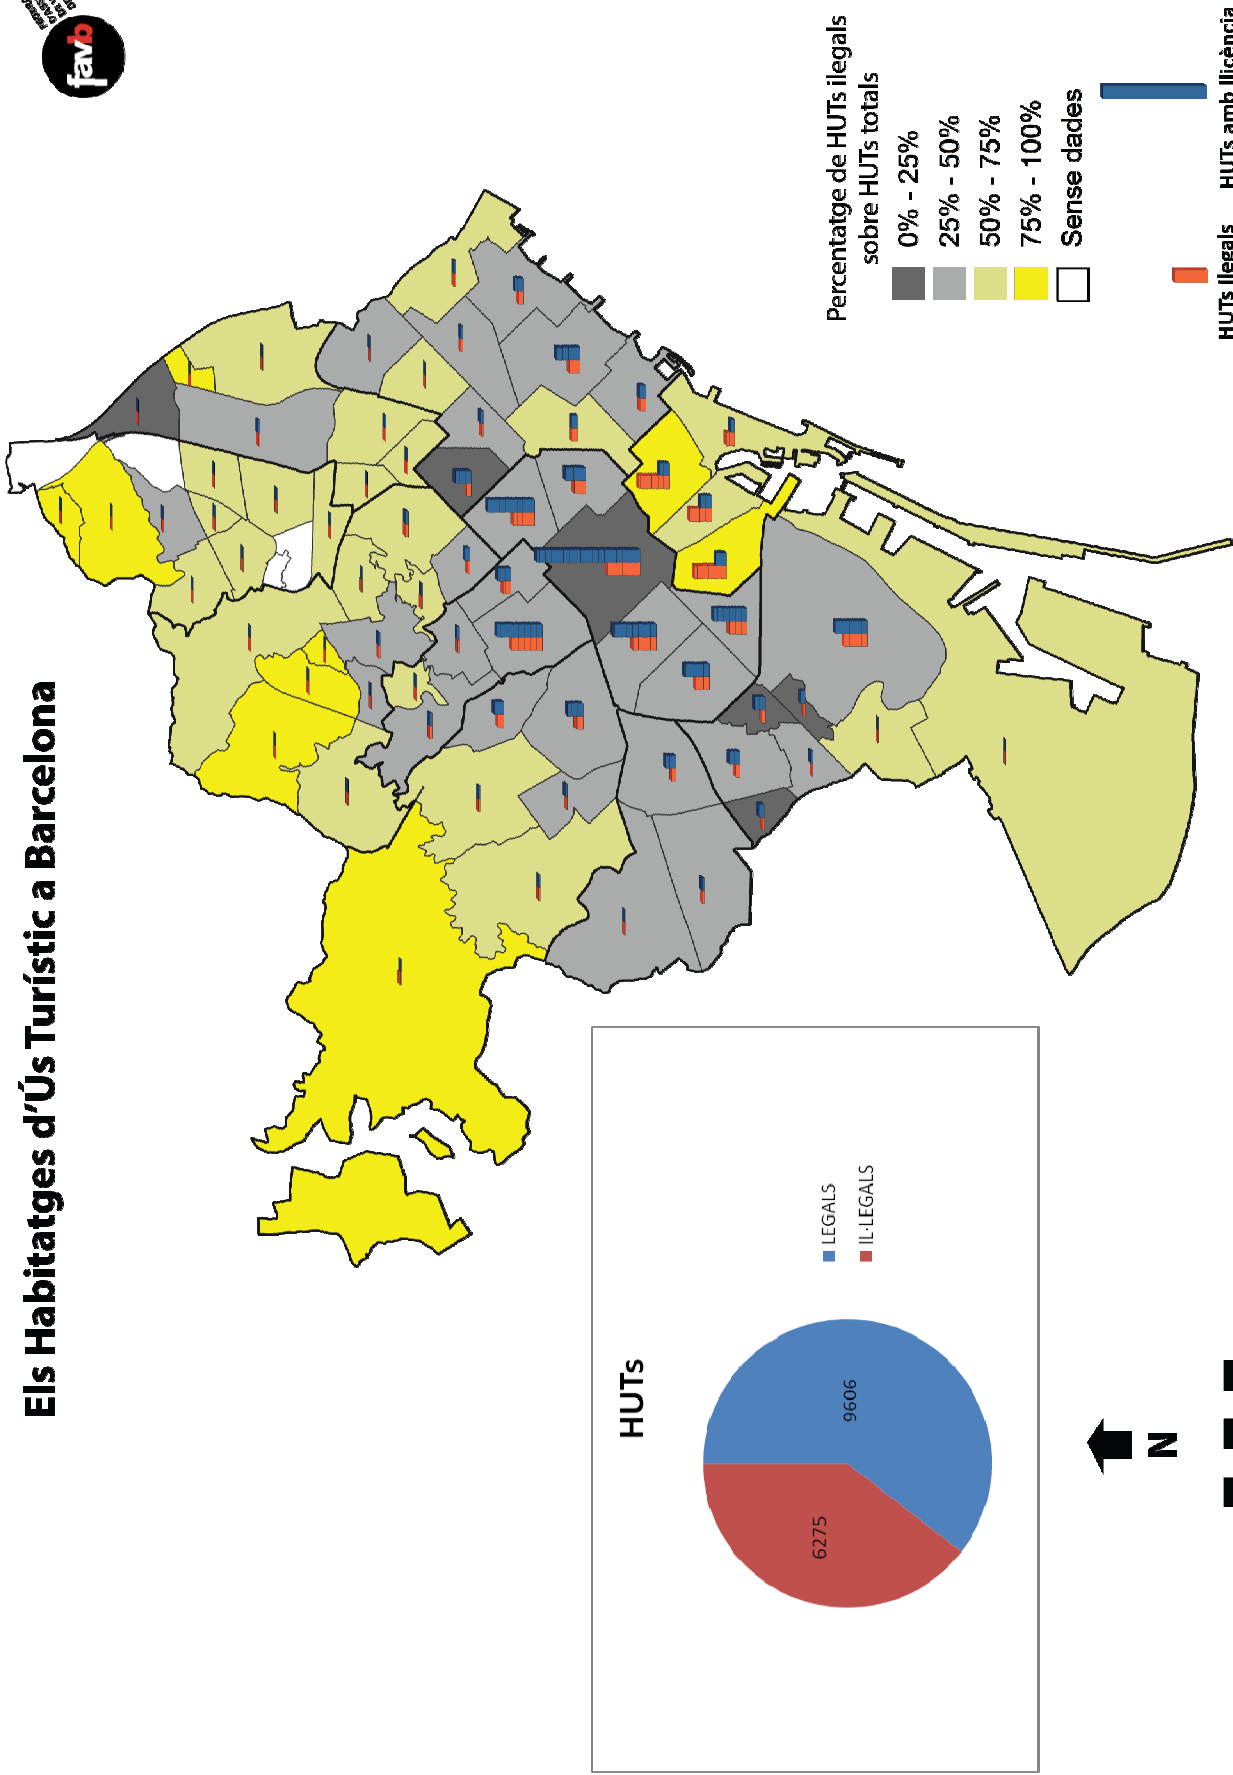 Els Habitatges d'Ús Turístic a Barcelona
favb
Percentatge de HUTs ilegals
sobre HUTs totals
0% - 25%
25% - 50%
50% - 75%
75% - 100%
Sense dades
HUTs Ilegals
HUTs amb llicència
HUTs
9606
6275
LEGALS
IL·LEGALS
N